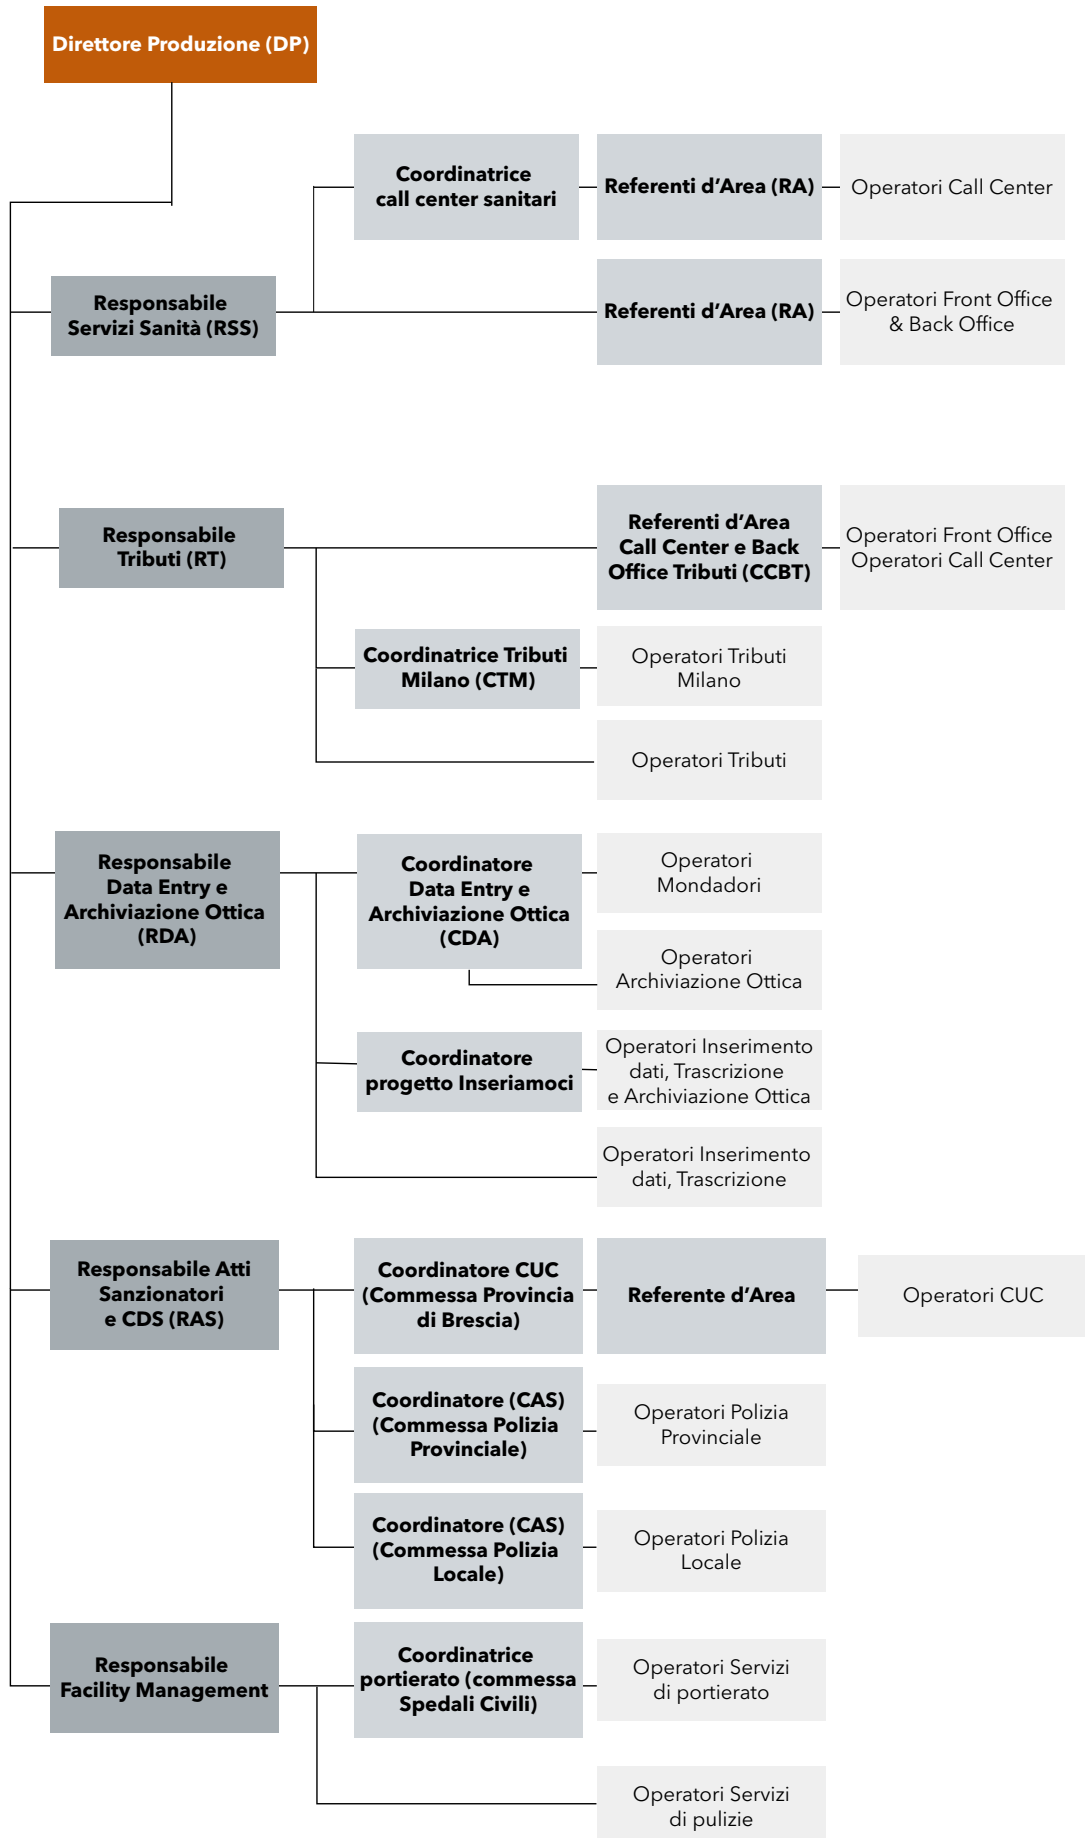 Direttore Produzione (DP)
Coordinatrice
call center sanitari
Referenti d’Area (RA)
Operatori Call Center
Responsabile
Servizi Sanità (RSS)
Referenti d’Area (RA)
Operatori Front Office
& Back Office
Responsabile
Tributi (RT)
Referenti d’Area
Call Center e Back
Office Tributi (CCBT)
Operatori Front Office
Operatori Call Center
Coordinatrice Tributi
Milano (CTM)
Operatori Tributi
Milano
Operatori Tributi
Responsabile
Data Entry e
Archiviazione Ottica
(RDA)
Coordinatore
Data Entry e
Archiviazione Ottica
(CDA)
Operatori
Mondadori
Operatori
Archiviazione Ottica
Coordinatore
progetto Inseriamoci
Operatori Inserimento
dati, Trascrizione
e Archiviazione Ottica
Operatori Inserimento
dati, Trascrizione
Responsabile Atti
Sanzionatori
e CDS (RAS)
Coordinatore CUC
(Commessa Provincia
di Brescia)
Referente d’Area
Operatori CUC
Coordinatore (CAS)
(Commessa Polizia
Provinciale)
Operatori Polizia
Provinciale
Coordinatore (CAS)
(Commessa Polizia
Locale)
Operatori Polizia
Locale
Responsabile
Facility Management
Coordinatrice
portierato (commessa
Spedali Civili)
Operatori Servizi
di portierato
Operatori Servizi
di pulizie